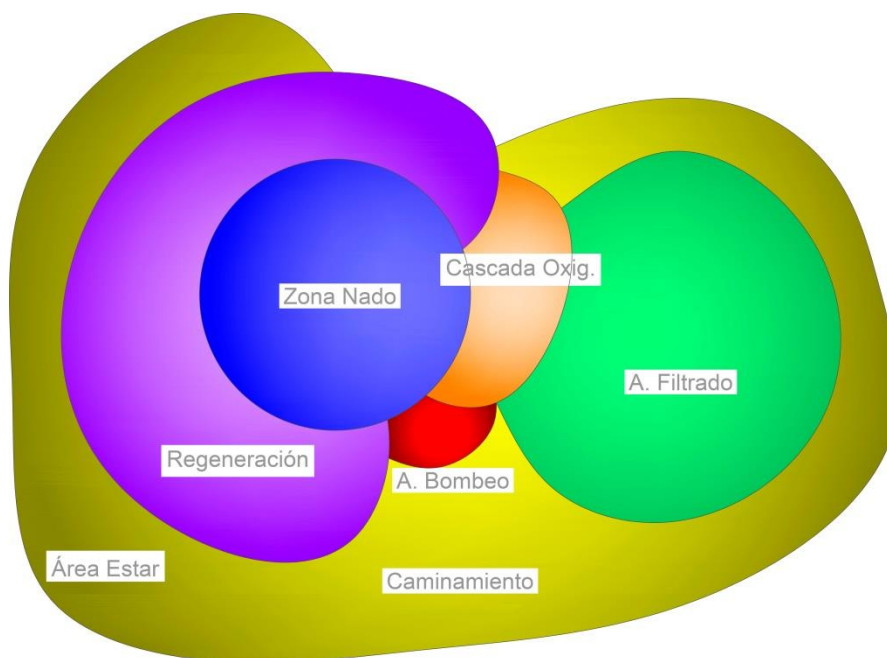 Cascada Oxig.
Zona Nado
A. Filtrado
Regeneración
A. Bombeo
Área Estar
Caminamiento